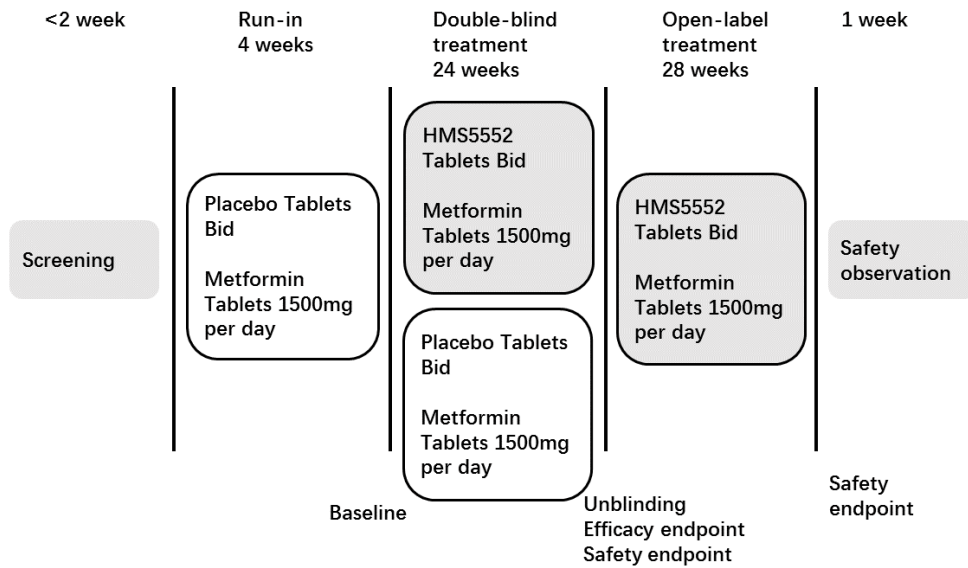 <2 week
Run-in
4 weeks
Double-blind
treatment
24 weeks
Open-label
treatment
28 weeks
1 week
Screening
Placebo Tablets
Bid
Metformin
Tablets 1500mg
per day
HMS5552
Tablets Bid
Metformin
Tablets 1500mg
per day
Placebo Tablets
Bid
Metformin
Tablets 1500mg
per day
HMS5552
Tablets Bid
Metformin
Tablets 1500mg
per day
Safety
observation
Baseline
Unblinding
Efficacy endpoint
Safety endpoint
Safety
endpoint